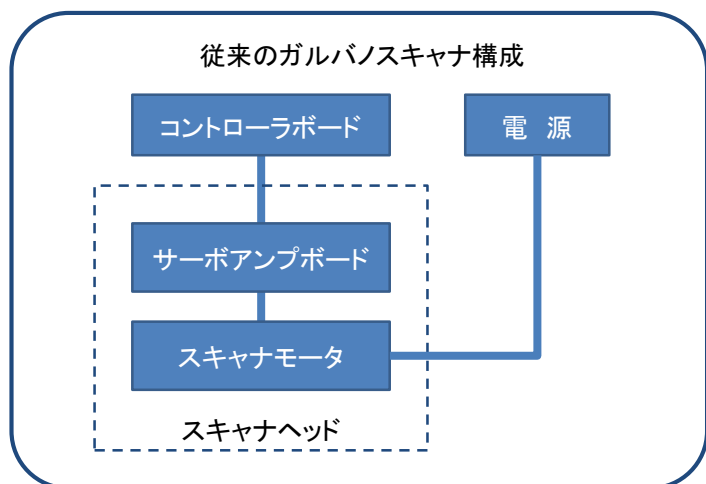 従来のガルバノスキャナ構成
コントローラボード
電 源
サーボアンプボード
スキャナモータ
スキャナヘッド